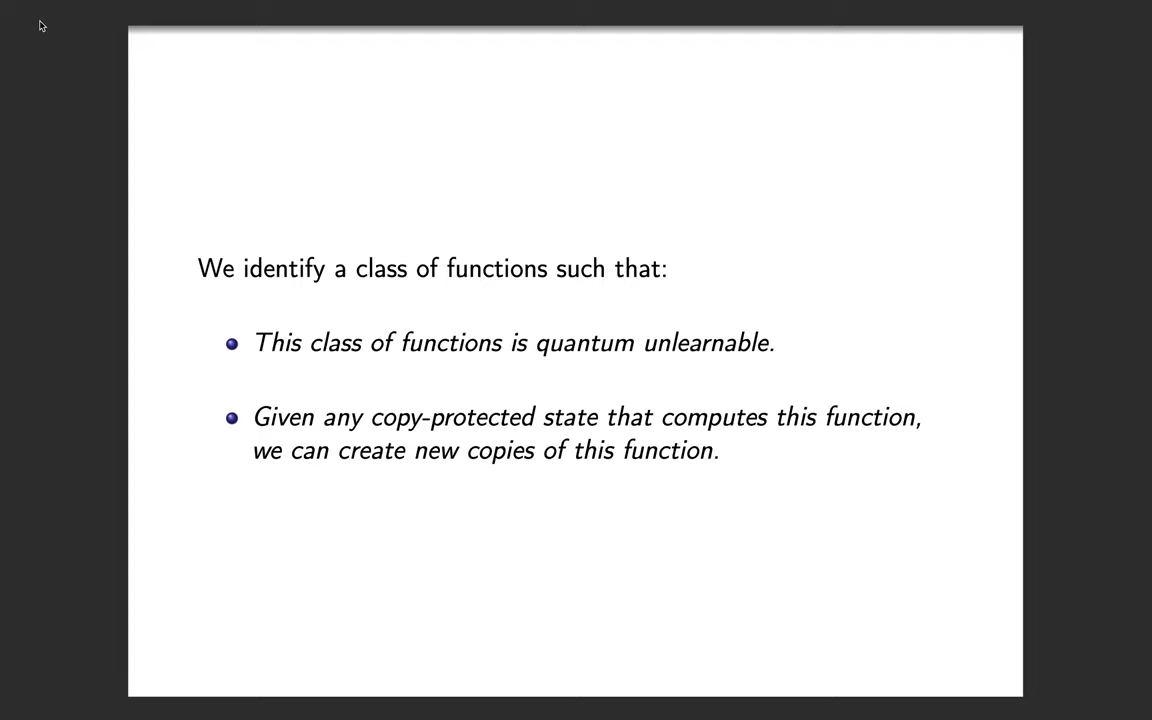 We identify a class of functions such that:
This class of functions is quantum unlearnable.
Given any copy-protected state that computes this function,
we can create new copies of this function.